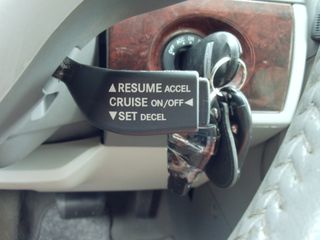 ▲RESUME ACCEL
CRUISE ON/OFF◄
▼SET DECEL